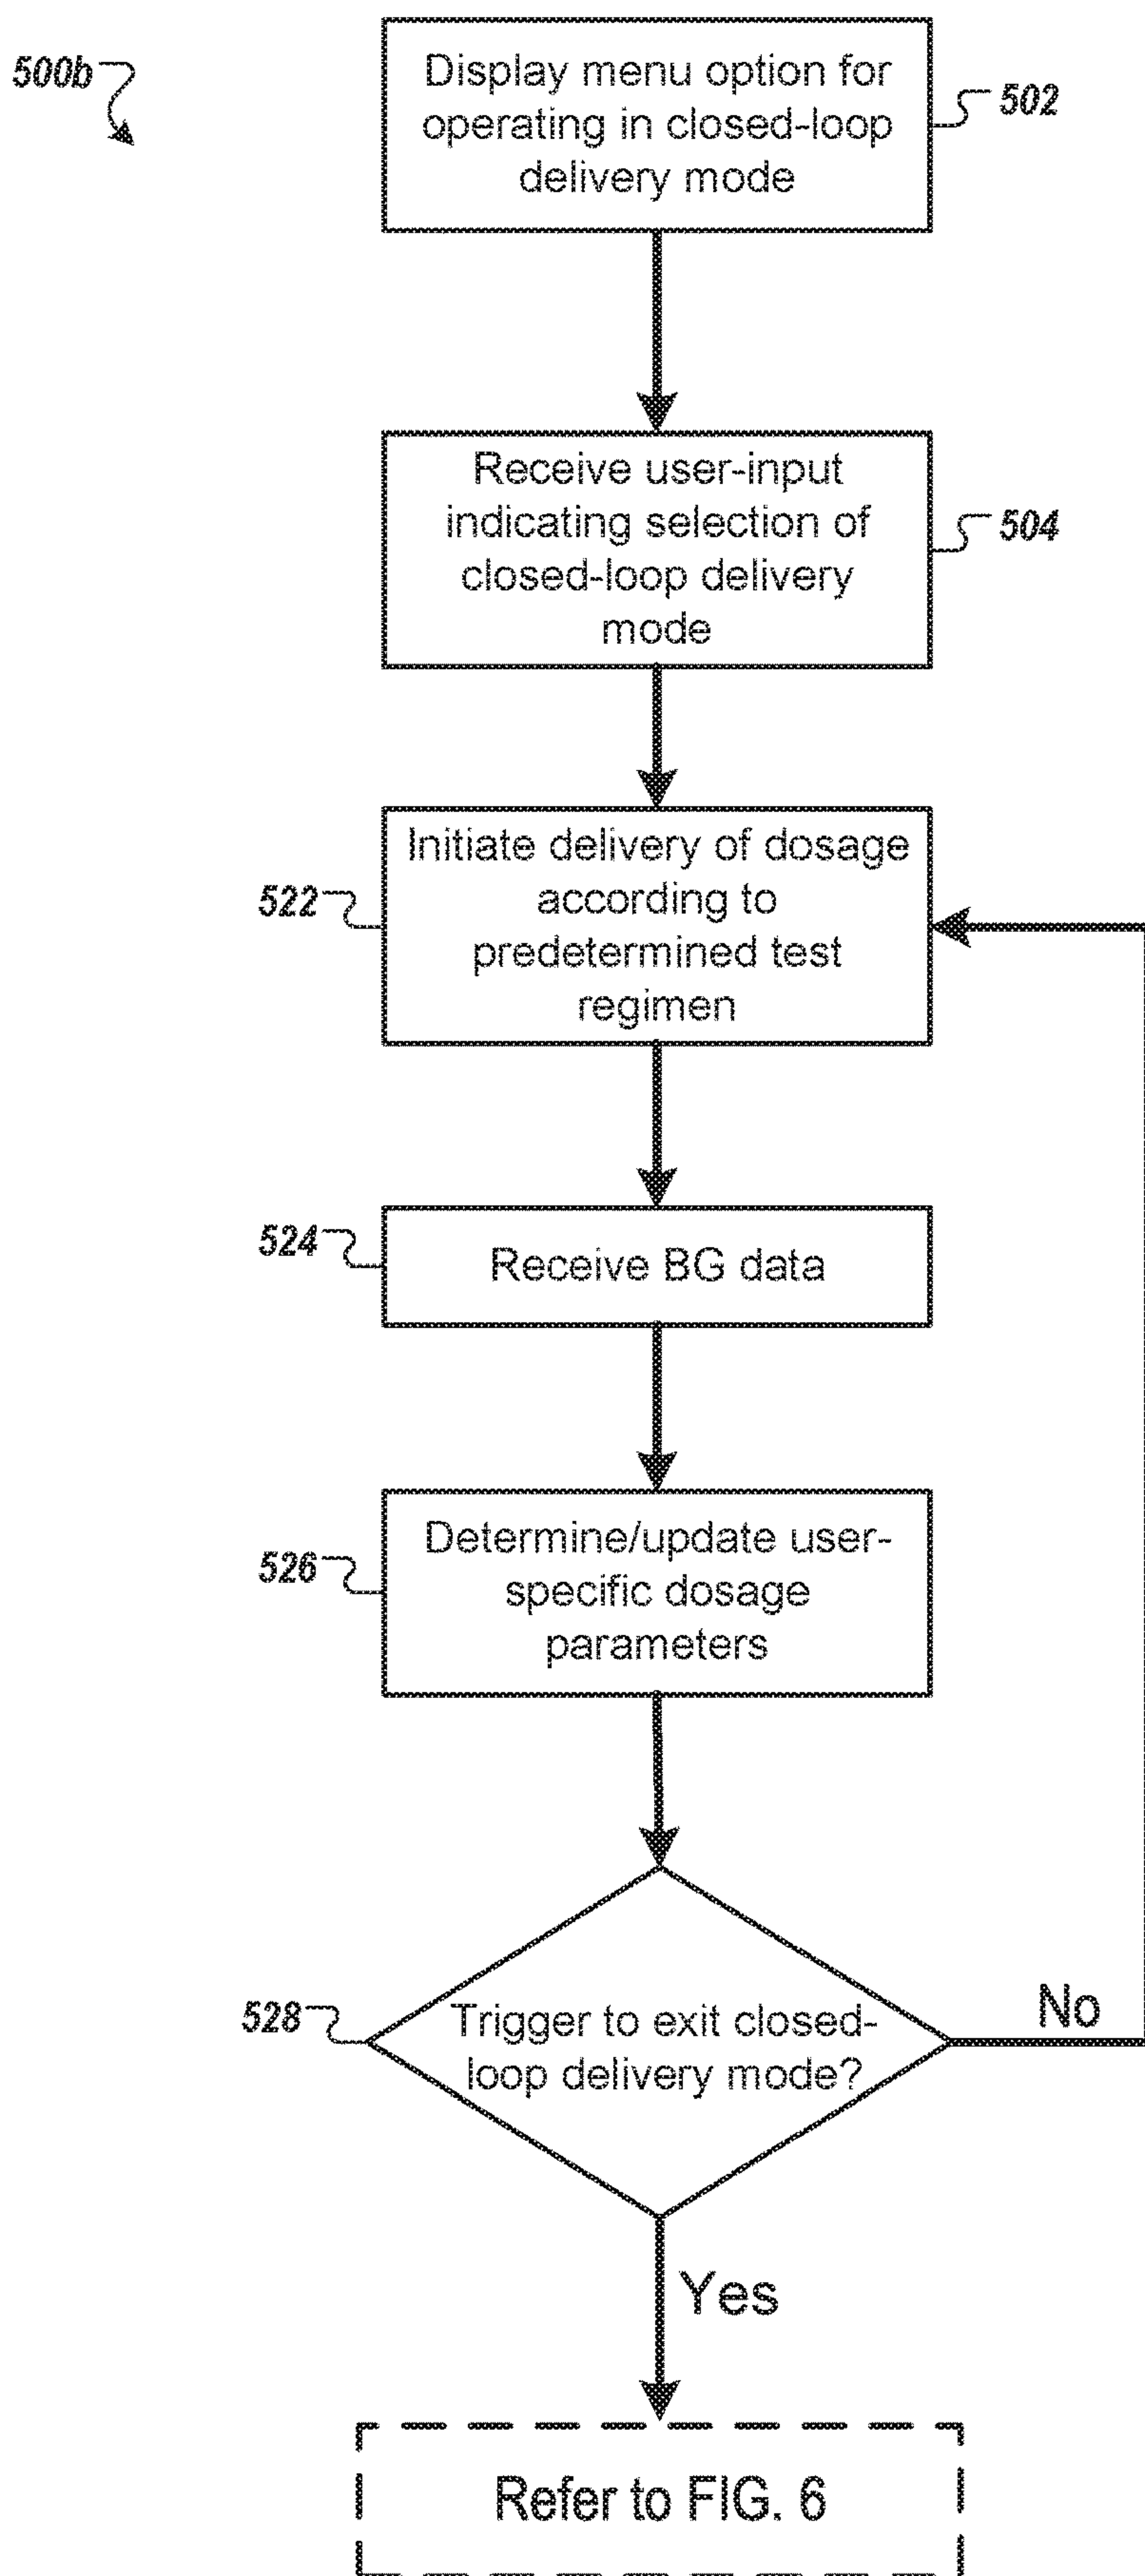 500b
Display menu option for
operating in closed-loop
delivery mode
502
Receive user-input
indicating selection of
closed-loop delivery
mode
504
Initiate delivery of dosage
according to
predetermined test
regimen
522
Receive BG data
524
Determine/update user-
specific dosage
parameters
526
Trigger to exit closed-
loop delivery mode?
528
No
Yes
Refer to FIG. 6